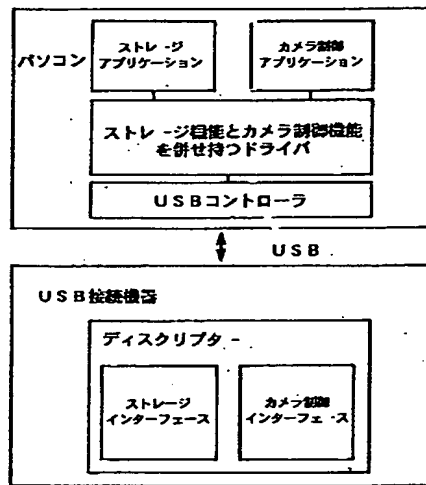 パソコン
ストレ-ジ
アプリケーション
カメラ制御
アプリケーション
ストレ-ジ機能とカメラ制御機能
を併せ持つドライバ
USBコントローラ
USB
USB接続機器
ディスクリプタ-
ストレージ
インターフェース
カメラ制御
インターフェ-ス